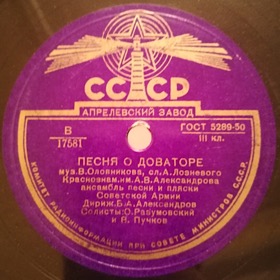 СССР
АПРЕЛЕВСКИЙ ЗАВОД
В
17581
ГОСТ 5289-50
III кл.
ПЕСНЯ О ДОВАТОРЕ
муз.В.Оловникова, сл.А.Лозневого
Краснознам.им.А.В.Александрова
ансамбль песни и пляски
Советской Армии
Дириж.Б.А.Александров
Солисты:О.Разумовский
и В. Пучков
КОМИТЕТ РАДИОИНФОРМАЦИИ ПРИ СОВЕТЕ МИНИСТРОВ СССР.